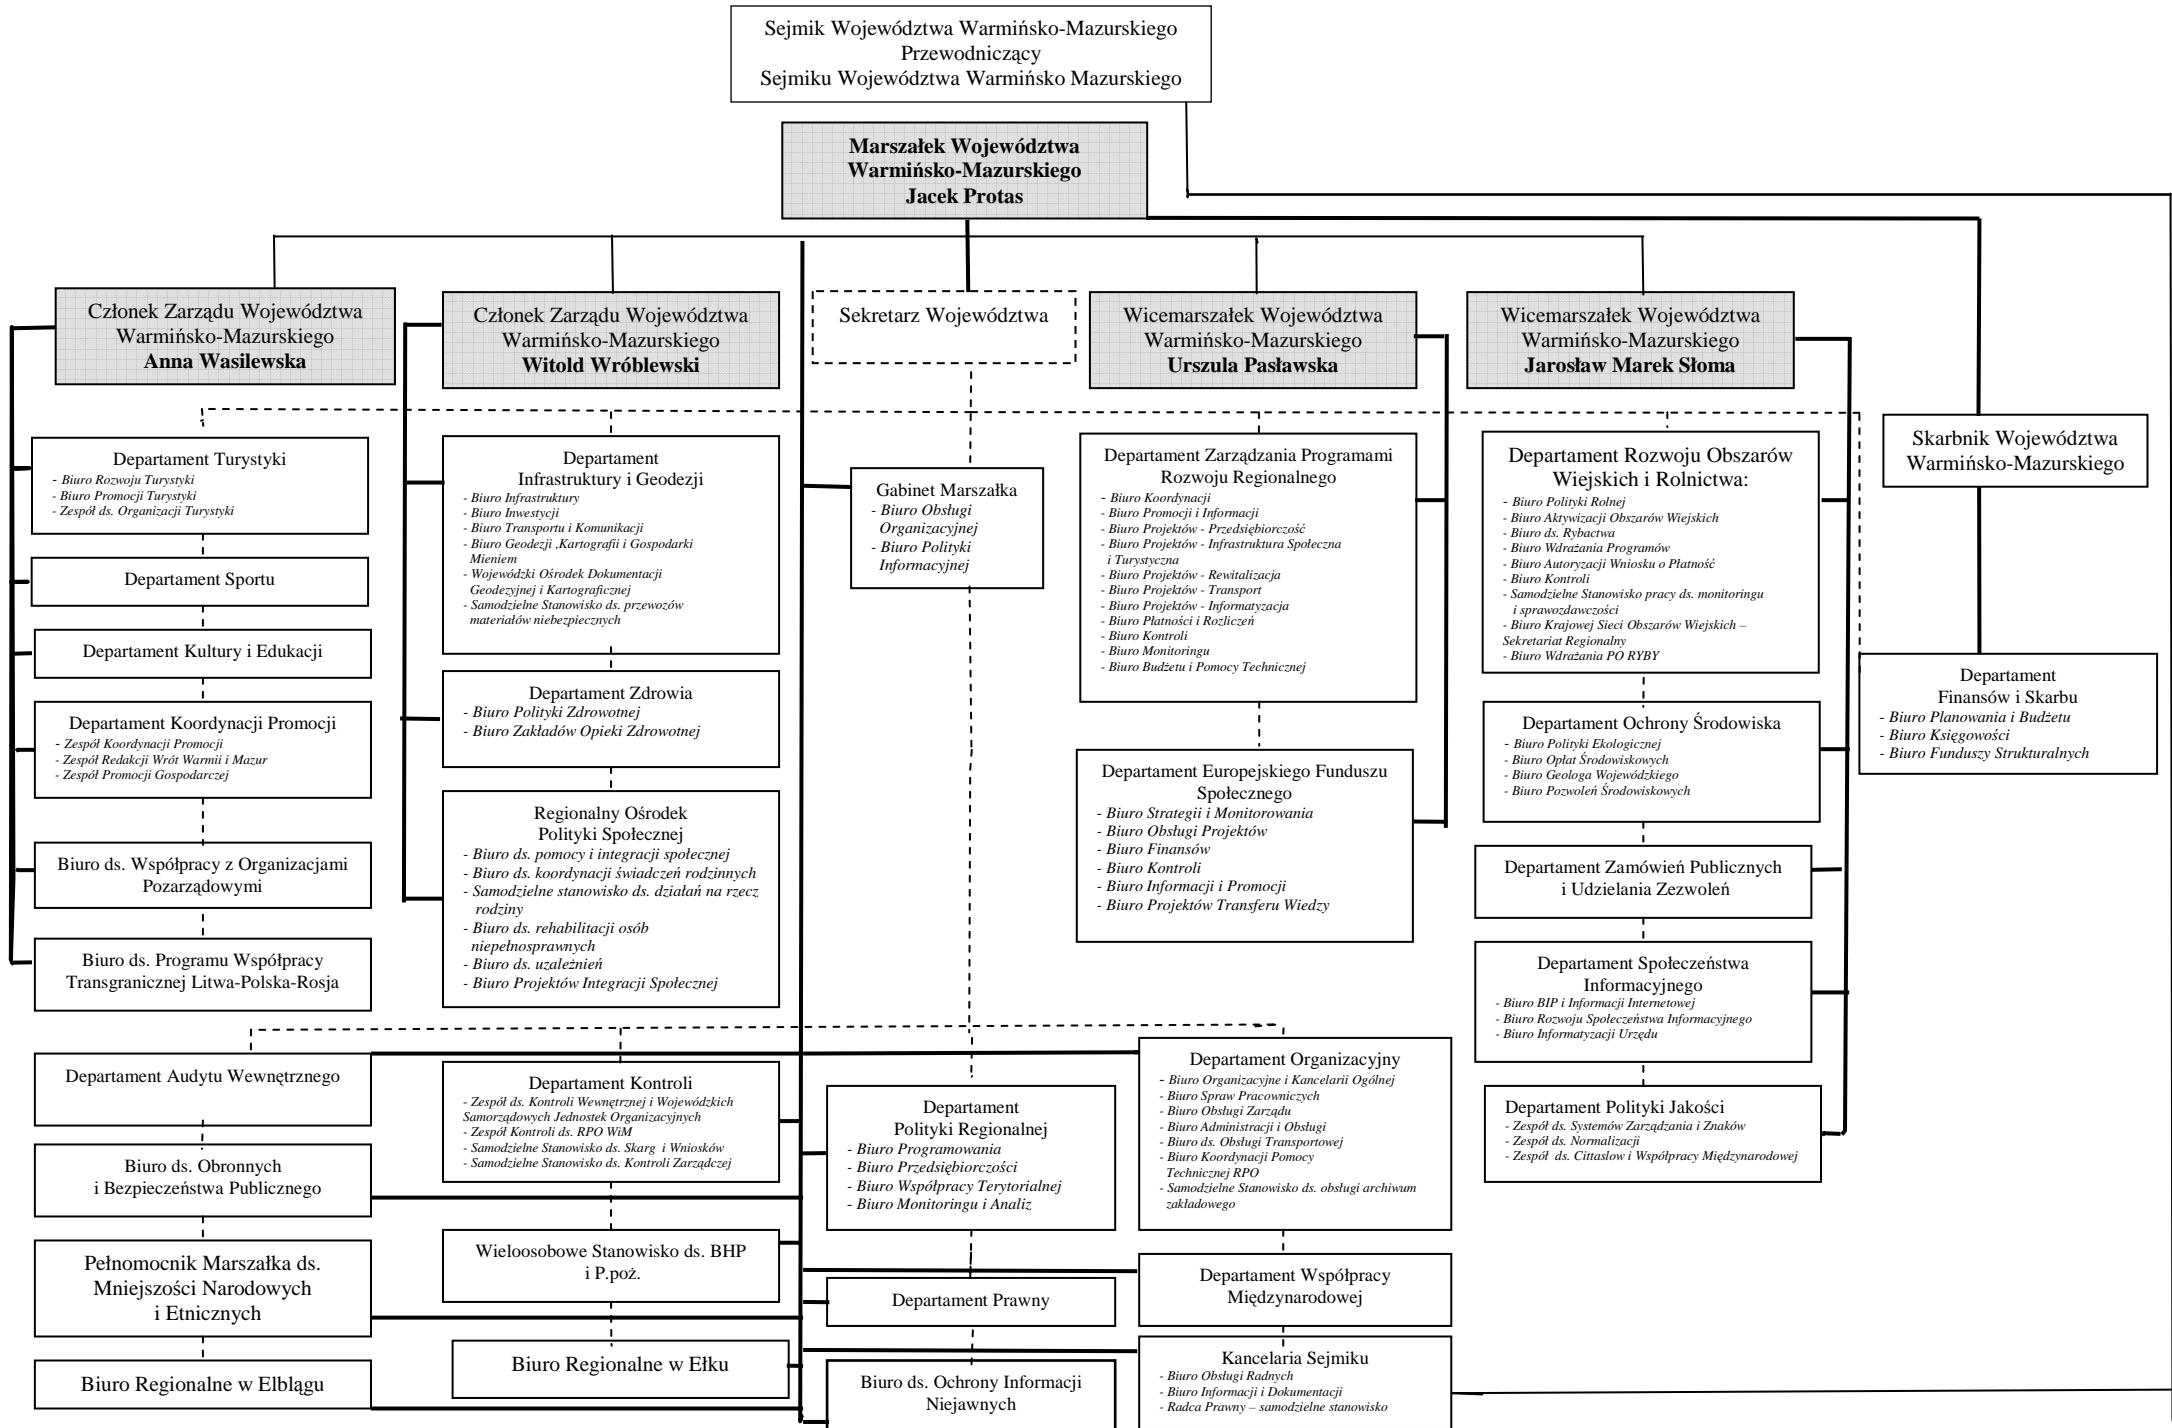 Sejmik Województwa Warmińsko-Mazurskiego
Przewodniczący
Sejmiku Województwa Warmińsko Mazurskiego
Marszałek Województwa
Warmińsko-Mazurskiego
Jacek Protas
Członek Zarządu Województwa
Warmińsko-Mazurskiego
Anna Wasilewska
Członek Zarządu Województwa
Warmińsko-Mazurskiego
Witold Wróblewski
Sekretarz Województwa
Wicemarszałek Województwa
Warmińsko-Mazurskiego
Urszula Pasławska
Wicemarszałek Województwa
Warmińsko-Mazurskiego
Jarosław Marek Słoma
Skarbnik Województwa
Warmińsko-Mazurskiego
Departament Turystyki
- Biuro Rozwoju Turystyki
- Biuro Promocji Turystyki
- Zespół ds. Organizacji Turystyki
Departament Sportu
Departament Kultury i Edukacji
Departament Koordynacji Promocji
- Zespół Koordynacji Promocji
- Zespół Redakcji Wrót Warmii i Mazur
- Zespół Promocji Gospodarczej
Biuro ds. Współpracy z Organizacjami
Pozarządowymi
Biuro ds. Programu Współpracy
Transgranicznej Litwa-Polska-Rosja
Departament
Infrastruktury i Geodezji
- Biuro Infrastruktury
- Biuro Inwestycji
- Biuro Transportu i Komunikacji
- Biuro Geodezji ,Kartografii i Gospodarki
Mieniem
- Wojewódzki Ośrodek Dokumentacji
Geodezyjnej i Kartograficznej
- Samodzielne Stanowisko ds. przewozów
materiałów niebezpiecznych
Departament Zdrowia
- Biuro Polityki Zdrowotnej
- Biuro Zakładów Opieki Zdrowotnej
Regionalny Ośrodek
Polityki Społecznej
- Biuro ds. pomocy i integracji społecznej
- Biuro ds. koordynacji świadczeń rodzinnych
- Samodzielne stanowisko ds. działań na rzecz
rodziny
- Biuro ds. rehabilitacji osób
niepełnosprawnych
- Biuro ds. uzależnień
- Biuro Projektów Integracji Społecznej
Gabinet Marszałka
- Biuro Obsługi
Organizacyjnej
- Biuro Polityki
Informacyjnej
Departament Zarządzania Programami
Rozwoju Regionalnego
- Biuro Koordynacji
- Biuro Promocji i Informacji
- Biuro Projektów - Przedsiębiorczość
- Biuro Projektów - Infrastruktura Społeczna
i Turystyczna
- Biuro Projektów - Rewitalizacja
- Biuro Projektów - Transport
- Biuro Projektów - Informatyzacja
- Biuro Płatności i Rozliczeń
- Biuro Kontroli
- Biuro Monitoringu
- Biuro Budżetu i Pomocy Technicznej
Departament Europejskiego Funduszu
Społecznego
- Biuro Strategii i Monitorowania
- Biuro Obsługi Projektów
- Biuro Finansów
- Biuro Kontroli
- Biuro Informacji i Promocji
- Biuro Projektów Transferu Wiedzy
Departament Rozwoju Obszarów
Wiejskich i Rolnictwa:
- Biuro Polityki Rolnej
- Biuro Aktywizacji Obszarów Wiejskich
- Biuro ds. Rybactwa
- Biuro Wdrażania Programów
- Biuro Autoryzacji Wniosku o Płatność
- Biuro Kontroli
- Samodzielne Stanowisko pracy ds. monitoringu
i sprawozdawczości
- Biuro Krajowej Sieci Obszarów Wiejskich –
Sekretariat Regionalny
- Biuro Wdrażania PO RYBY
Departament Ochrony Środowiska
- Biuro Polityki Ekologicznej
- Biuro Opłat Środowiskowych
- Biuro Geologa Wojewódzkiego
- Biuro Pozwoleń Środowiskowych
Departament Zamówień Publicznych
i Udzielania Zezwoleń
Departament Społeczeństwa
Informacyjnego
- Biuro BIP i Informacji Internetowej
- Biuro Rozwoju Społeczeństwa Informacyjnego
- Biuro Informatyzacji Urzędu
Departament Polityki Jakości
- Zespół ds. Systemów Zarządzania i Znaków
- Zespół ds. Normalizacji
- Zespół ds. Cittaslow i Współpracy Międzynarodowej
Departament
Finansów i Skarbu
- Biuro Planowania i Budżetu
- Biuro Księgowości
- Biuro Funduszy Strukturalnych
Departament Audytu Wewnętrznego
Biuro ds. Obronnych
i Bezpieczeństwa Publicznego
Pełnomocnik Marszałka ds.
Mniejszości Narodowych
i Etnicznych
Biuro Regionalne w Elblągu
Departament Kontroli
- Zespół ds. Kontroli Wewnętrznej i Wojewódzkich
Samorządowych Jednostek Organizacyjnych
- Zespół Kontroli ds. RPO WiM
- Samodzielne Stanowisko ds. Skarg i Wniosków
- Samodzielne Stanowisko ds. Kontroli Zarządczej
Wieloosobowe Stanowisko ds. BHP
i P.poż.
Biuro Regionalne w Ełku
Departament
Polityki Regionalnej
- Biuro Programowania
- Biuro Przedsiębiorczości
- Biuro Współpracy Terytorialnej
- Biuro Monitoringu i Analiz
Departament Prawny
Biuro ds. Ochrony Informacji
Niejawnych
Departament Organizacyjny
- Biuro Organizacyjne i Kancelarii Ogólnej
- Biuro Spraw Pracowniczych
- Biuro Obsługi Zarządu
- Biuro Administracji i Obsługi
- Biuro ds. Obsługi Transportowej
- Biuro Koordynacji Pomocy
Technicznej RPO
- Samodzielne Stanowisko ds. obsługi archiwum
zakładowego
Departament Współpracy
Międzynarodowej
Kancelaria Sejmiku
- Biuro Obsługi Radnych
- Biuro Informacji i Dokumentacji
- Radca Prawny – samodzielne stanowisko